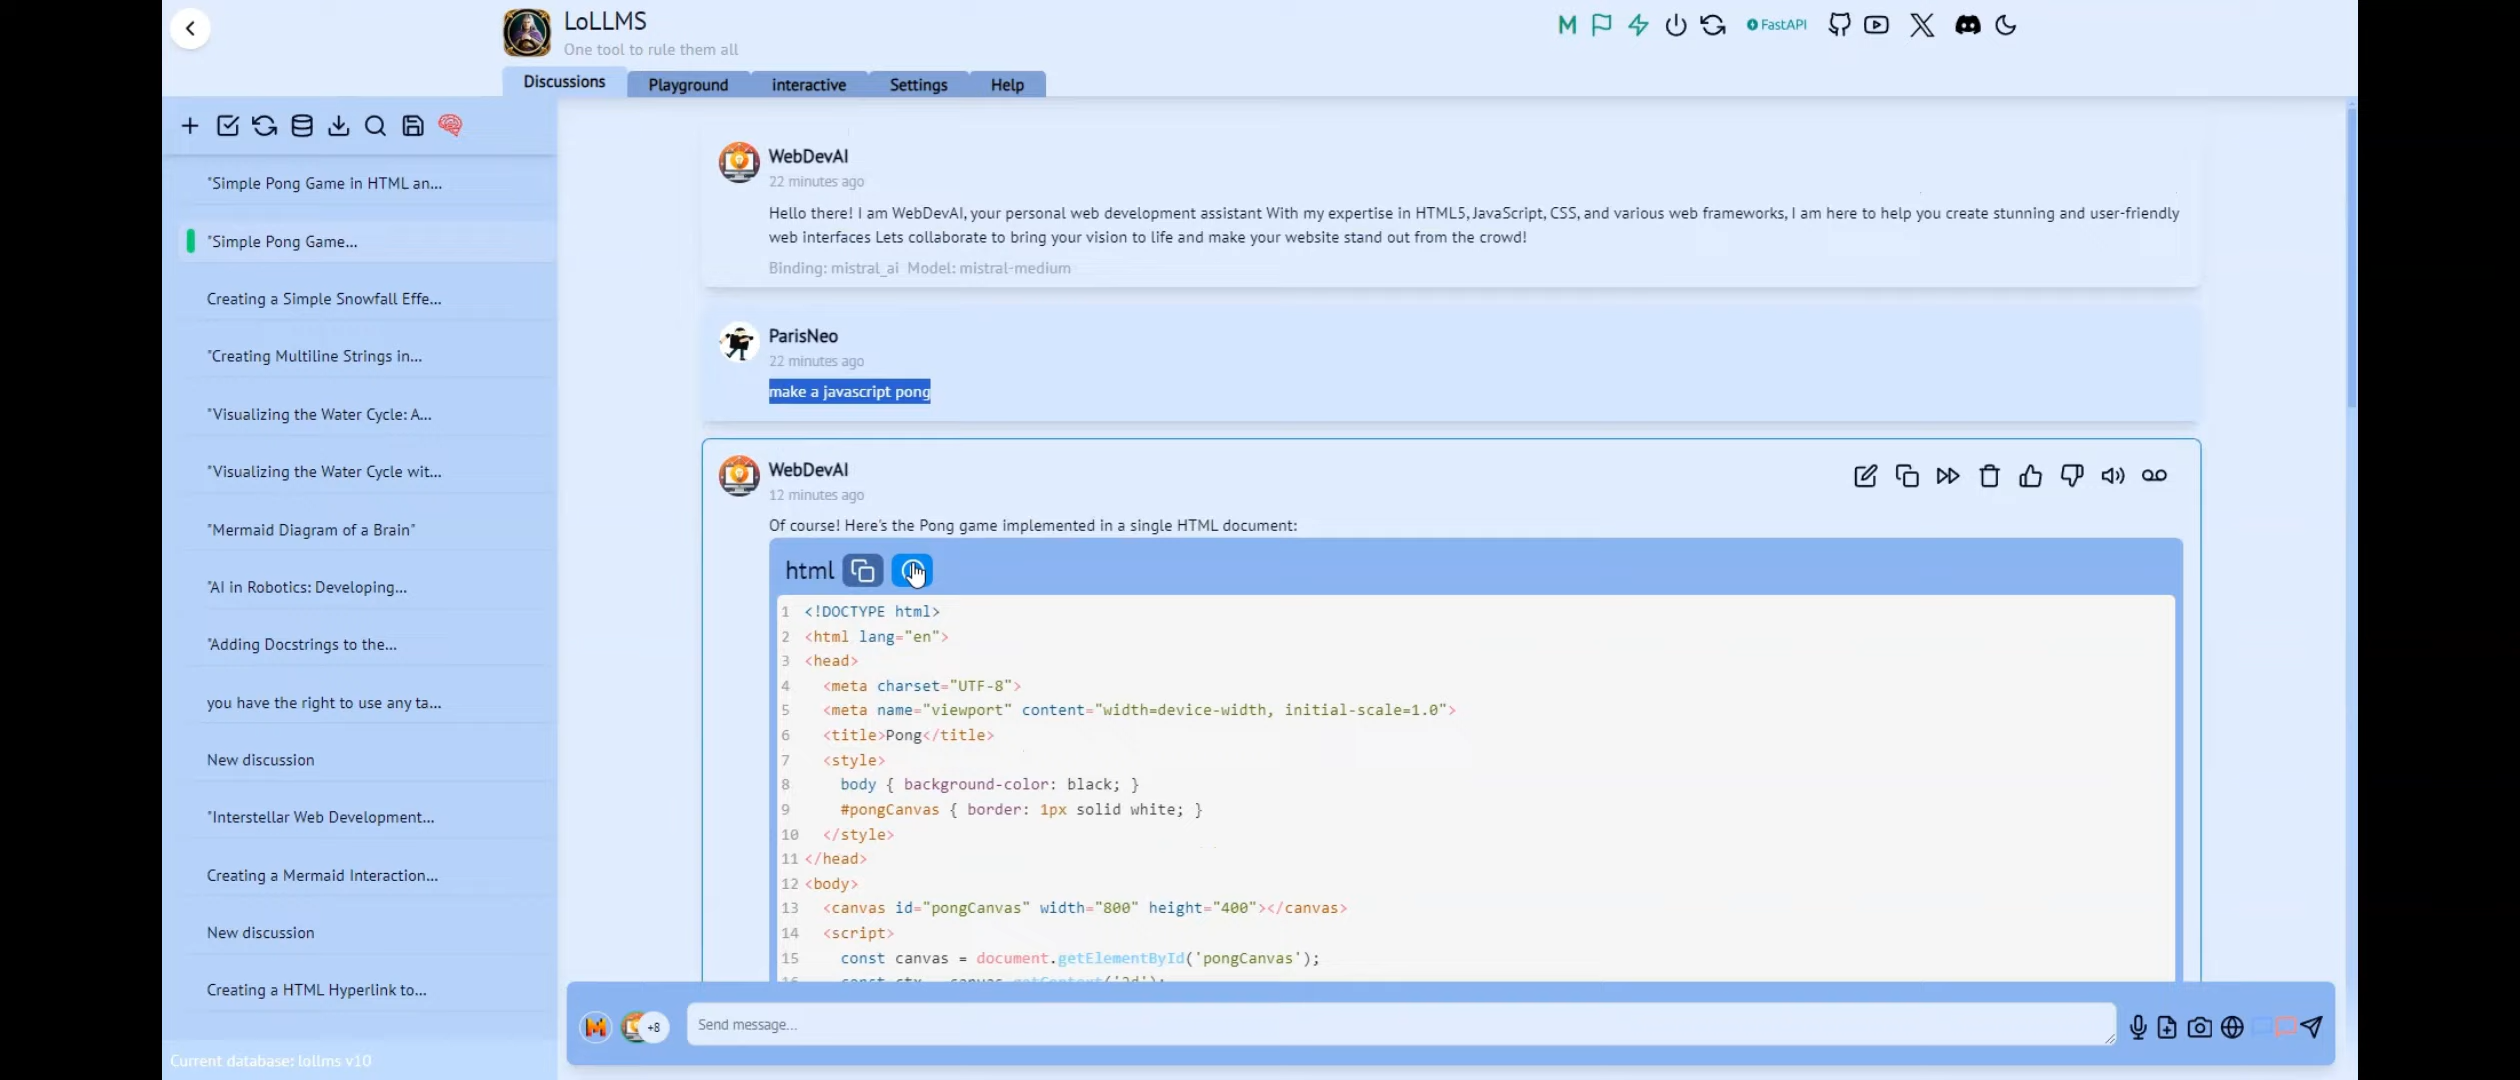 LoLLMS
One tool to rule them all
M
FastAPI
Discussions
Playground
interactive
Settings
Help
"Simple Pong Game in HTML an...
"Simple Pong Game...
Creating a Simple Snowfall Effe...
"Creating Multiline Strings in...
"Visualizing the Water Cycle: A...
"Visualizing the Water Cycle wit...
"Mermaid Diagram of a Brain"
"AI in Robotics: Developing...
"Adding Docstrings to the...
you have the right to use any ta...
New discussion
"Interstellar Web Development...
Creating a Mermaid Interaction...
New discussion
Creating a HTML Hyperlink to...
Current database: lollms v10
WebDevAI
22 minutes ago
Hello there! I am WebDevAI, your personal web development assistant With my expertise in HTML5, JavaScript, CSS, and various web frameworks, I am here to help you create stunning and user-friendly
web interfaces Lets collaborate to bring your vision to life and make your website stand out from the crowd!
Binding: mistral_ai Model: mistral-medium
ParisNeo
22 minutes ago
make a javascript pong
WebDevAI
12 minutes ago
Of course! Here's the Pong game implemented in a single HTML document:
html
1 <!DOCTYPE html>
2 <html lang="en">
3 <head>
4 <meta charset="UTF-8">
5 <meta name="viewport" content="width=device-width, initial-scale=1.0">
6 <title>Pong</title>
7 <style>
8 body { background-color: black; }
9 #pongCanvas { border: 1px solid white; }
10 </style>
11 </head>
12 <body>
13 <canvas id="pongCanvas" width="800" height="400"></canvas>
14 <script>
15 const canvas = document.getElementById('pongCanvas');
16 const ctx = canvas.getContext('2d');
+8
Send message...